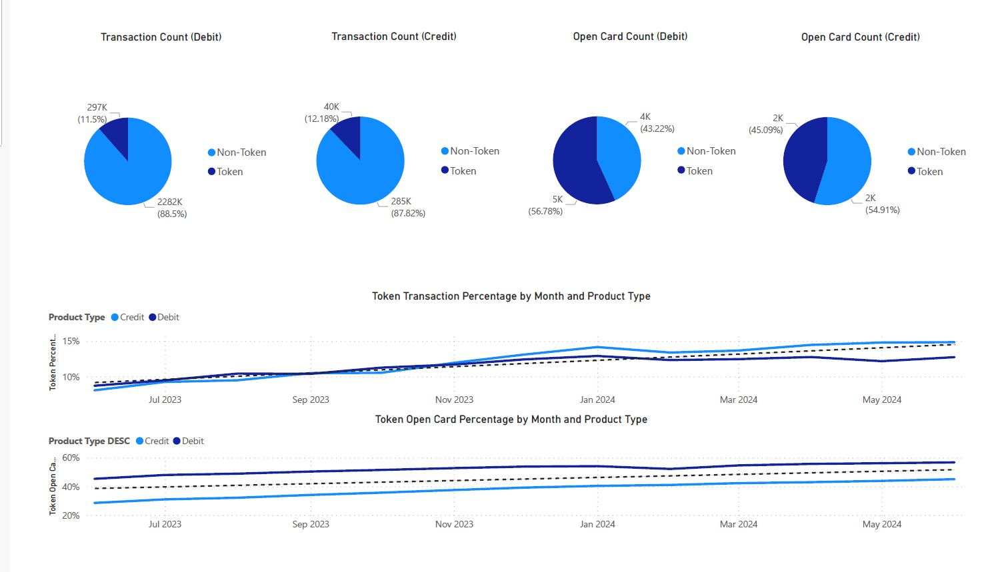 Transaction Count (Debit)
Transaction Count (Credit)
Open Card Count (Debit)
Open Card Count (Credit)
297K
(11.5%)
2282K
(88.5%)
Non-Token
Token
40K
(12.18%)
285K
(87.82%)
Non-Token
Token
4K
(43.22%)
5K
(56.78%)
Non-Token
Token
2K
(45.09%)
2K
(54.91%)
Non-Token
Token
Token Transaction Percentage by Month and Product Type
Product Type Credit Debit
Token Percent...
15%
10%
Jul 2023 Sep 2023 Nov 2023 Jan 2024 Mar 2024 May 2024
Token Open Card Percentage by Month and Product Type
Product Type DESC Credit Debit
Token Open Ca...
60%
40%
20%
Jul 2023 Sep 2023 Nov 2023 Jan 2024 Mar 2024 May 2024